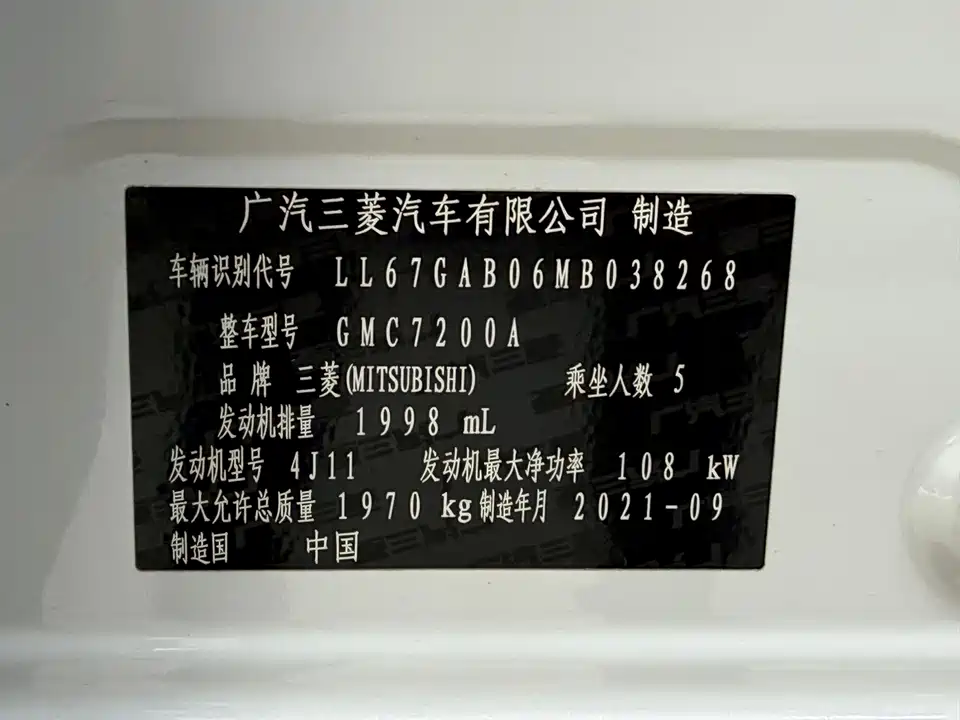 广汽三菱汽车有限公司 制造
车辆识别代号 LL67GAB06MB038268
整车型号 GMC7200A
品 牌 三菱(MITSUBISHI) 乘坐人数 5
发动机排量 1998 mL
发动机型号 4J11 发动机最大净功率 108 kW
最大允许总质量 1970 kg 制造年月 2021-09
制造国 中国